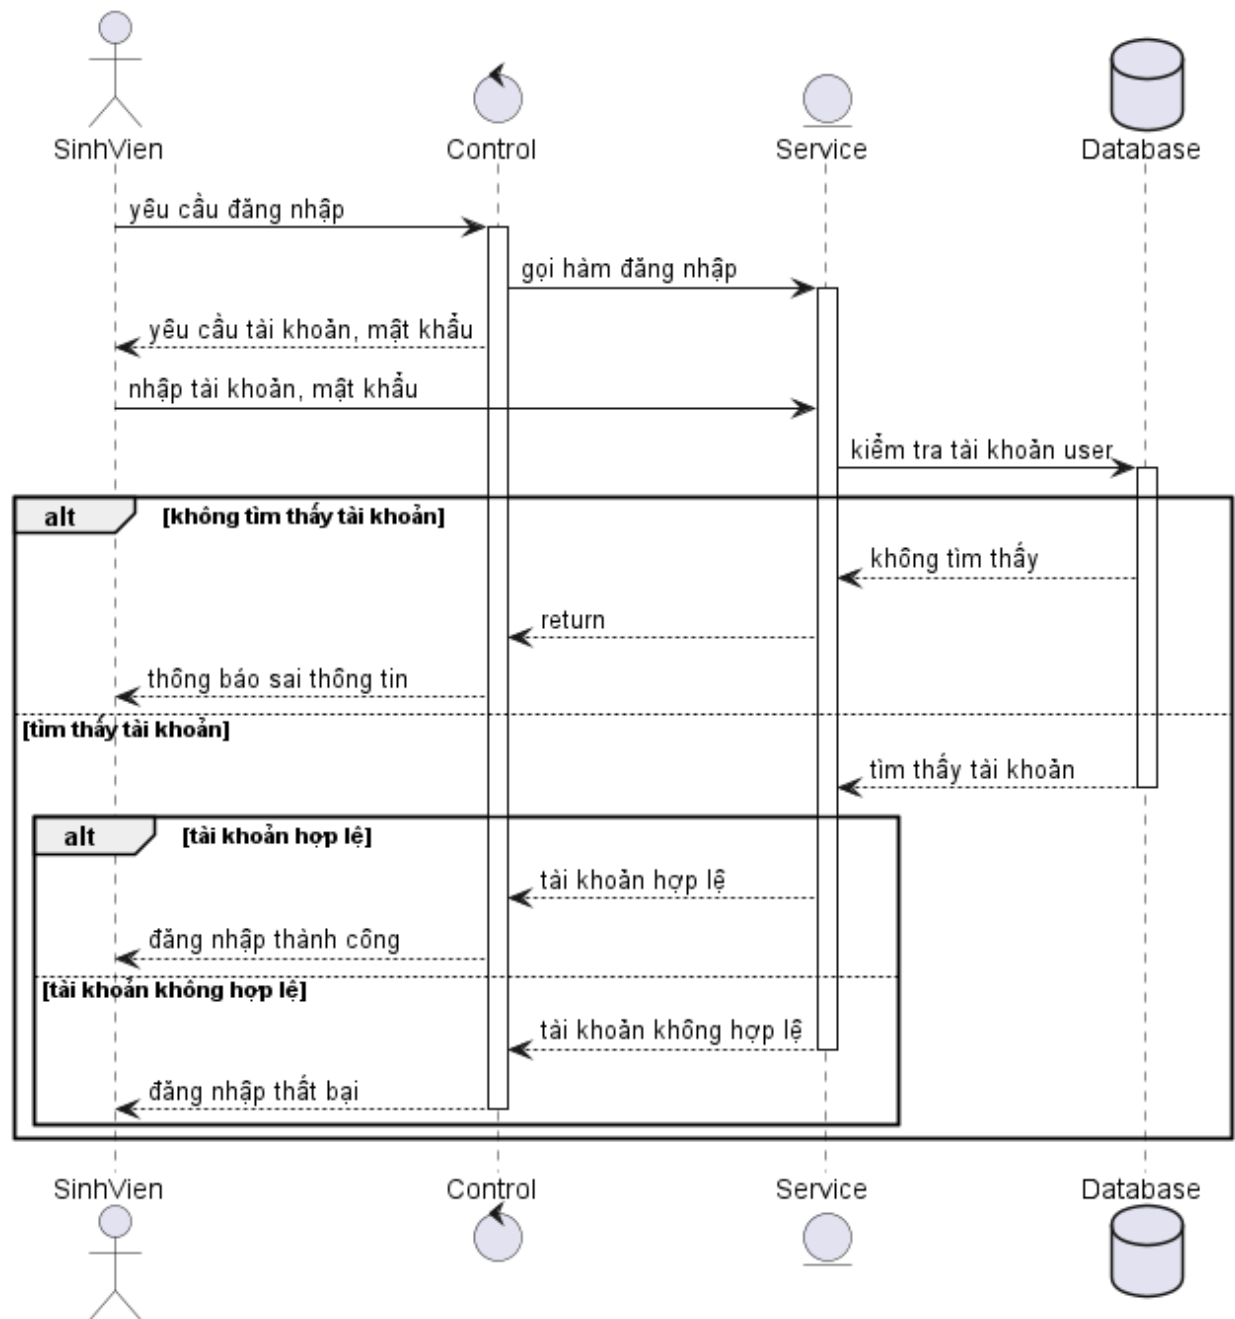 SinhVien
Control
Service
Database
yêu cầu đăng nhập
gọi hàm đăng nhập
yêu cầu tài khoản, mật khẩu
nhập tài khoản, mật khẩu
kiểm tra tài khoản user
alt
[không tìm thấy tài khoản]
không tìm thấy
return
thông báo sai thông tin
[tìm thấy tài khoản]
tìm thấy tài khoản
alt
[tài khoản hợp lệ]
tài khoản hợp lệ
đăng nhập thành công
[tài khoản không hợp lệ]
tài khoản không hợp lệ
đăng nhập thất bại
SinhVien
Control
Service
Database